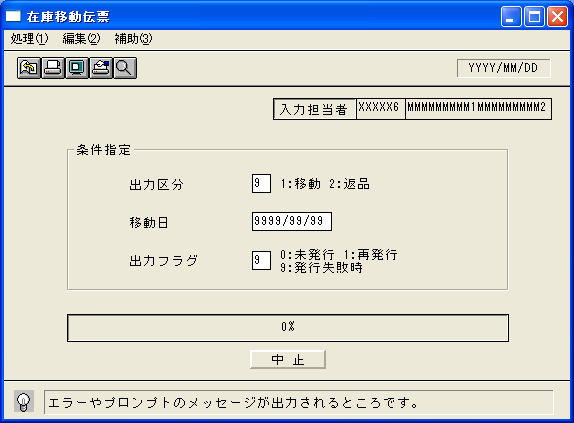 在庫移動伝票
処理(1) 編集(2) 補助(3)
YYYY/MM/DD
入力担当者 XXXXX6 MMMMMMMMM1MMMMMMMMM2
条件指定
出力区分 9 1:移動 2:返品
移動日 9999/99/99
出力フラグ 9 0:未発行 1:再発行
9:発行失敗時
0%
中 止
エラーやプロンプトのメッセージが出力されるところです。